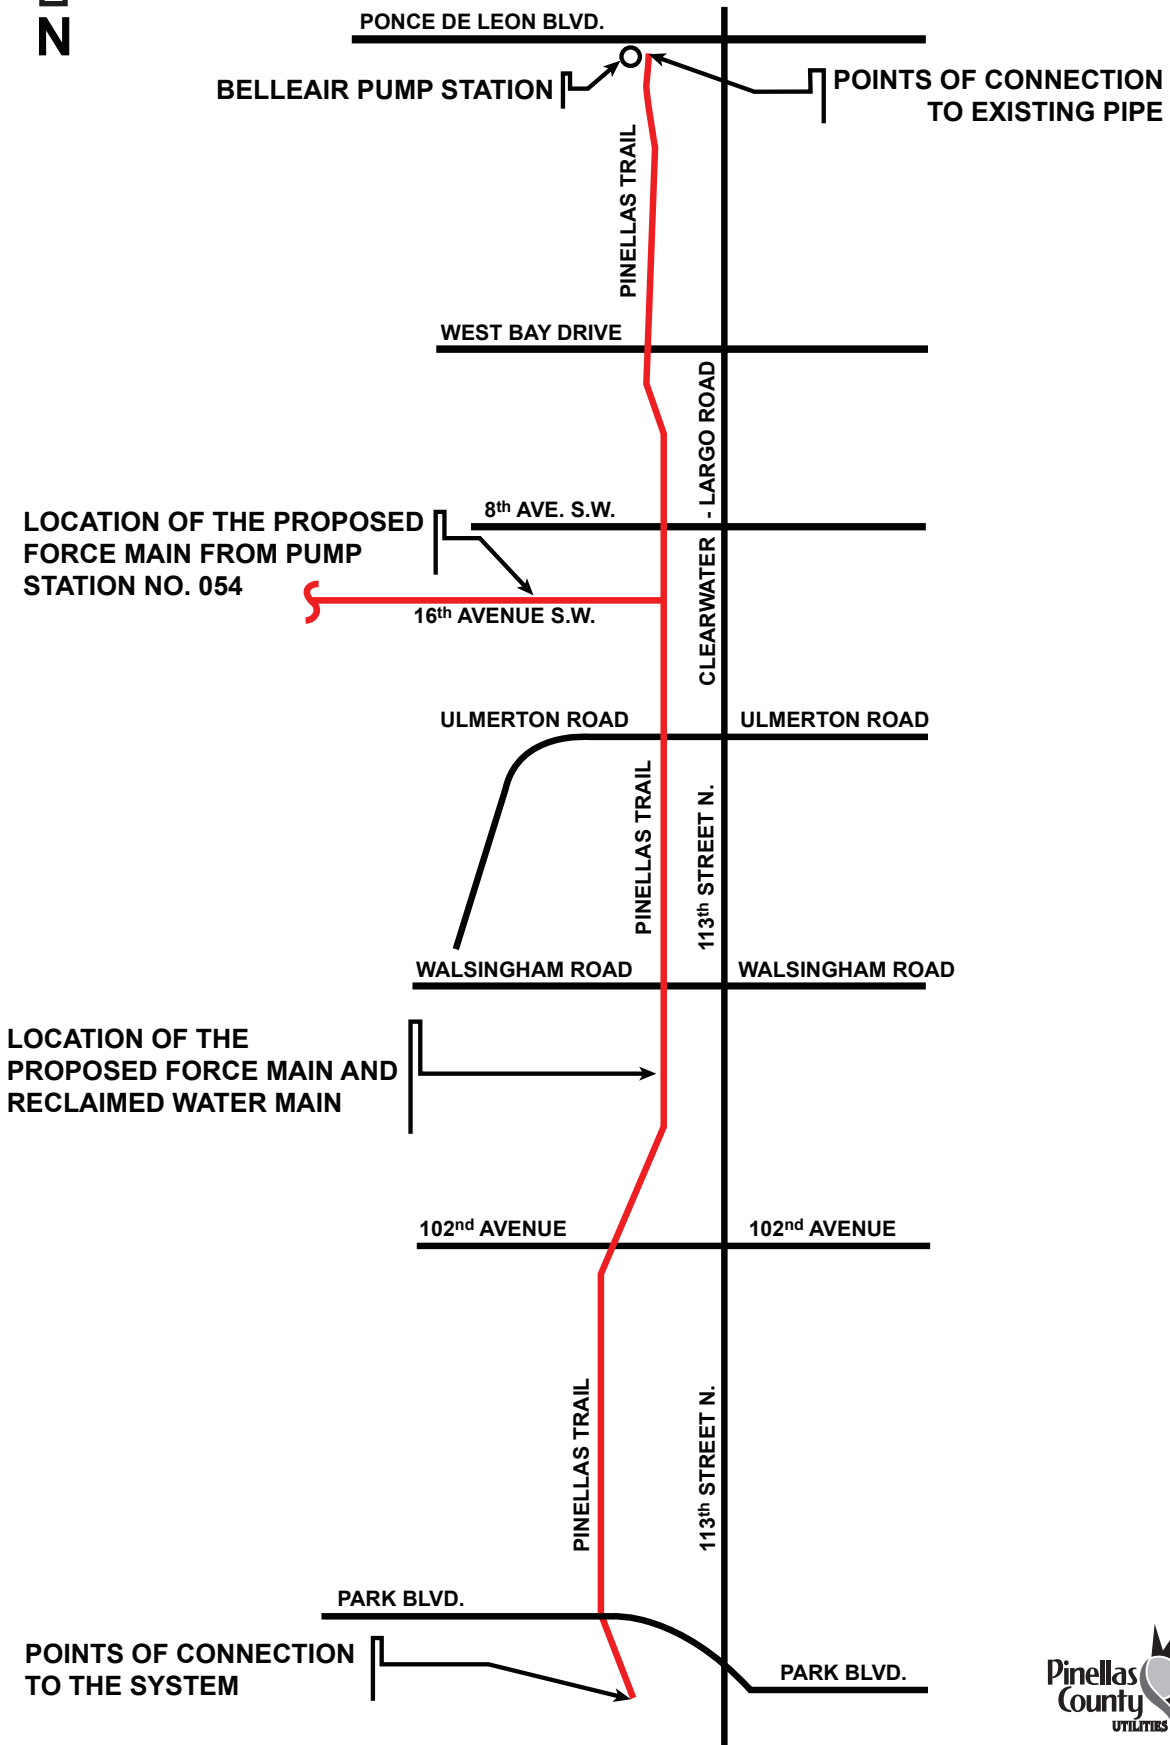 N
PONCE DE LEON BLVD.
BELLEAIR PUMP STATION
POINTS OF CONNECTION
TO EXISTING PIPE
PINELLAS TRAIL
WEST BAY DRIVE
CLEARWATER - LARGO ROAD
8th AVE. S.W.
LOCATION OF THE PROPOSED
FORCE MAIN FROM PUMP
STATION NO. 054
16th AVENUE S.W.
ULMERTON ROAD
ULMERTON ROAD
PINELLAS TRAIL
113th STREET N.
WALSINGHAM ROAD
WALSINGHAM ROAD
LOCATION OF THE
PROPOSED FORCE MAIN AND
RECLAIMED WATER MAIN
102nd AVENUE
102nd AVENUE
PINELLAS TRAIL
113th STREET N.
PARK BLVD.
POINTS OF CONNECTION
TO THE SYSTEM
PARK BLVD.
Pinellas
County
UTILITIES